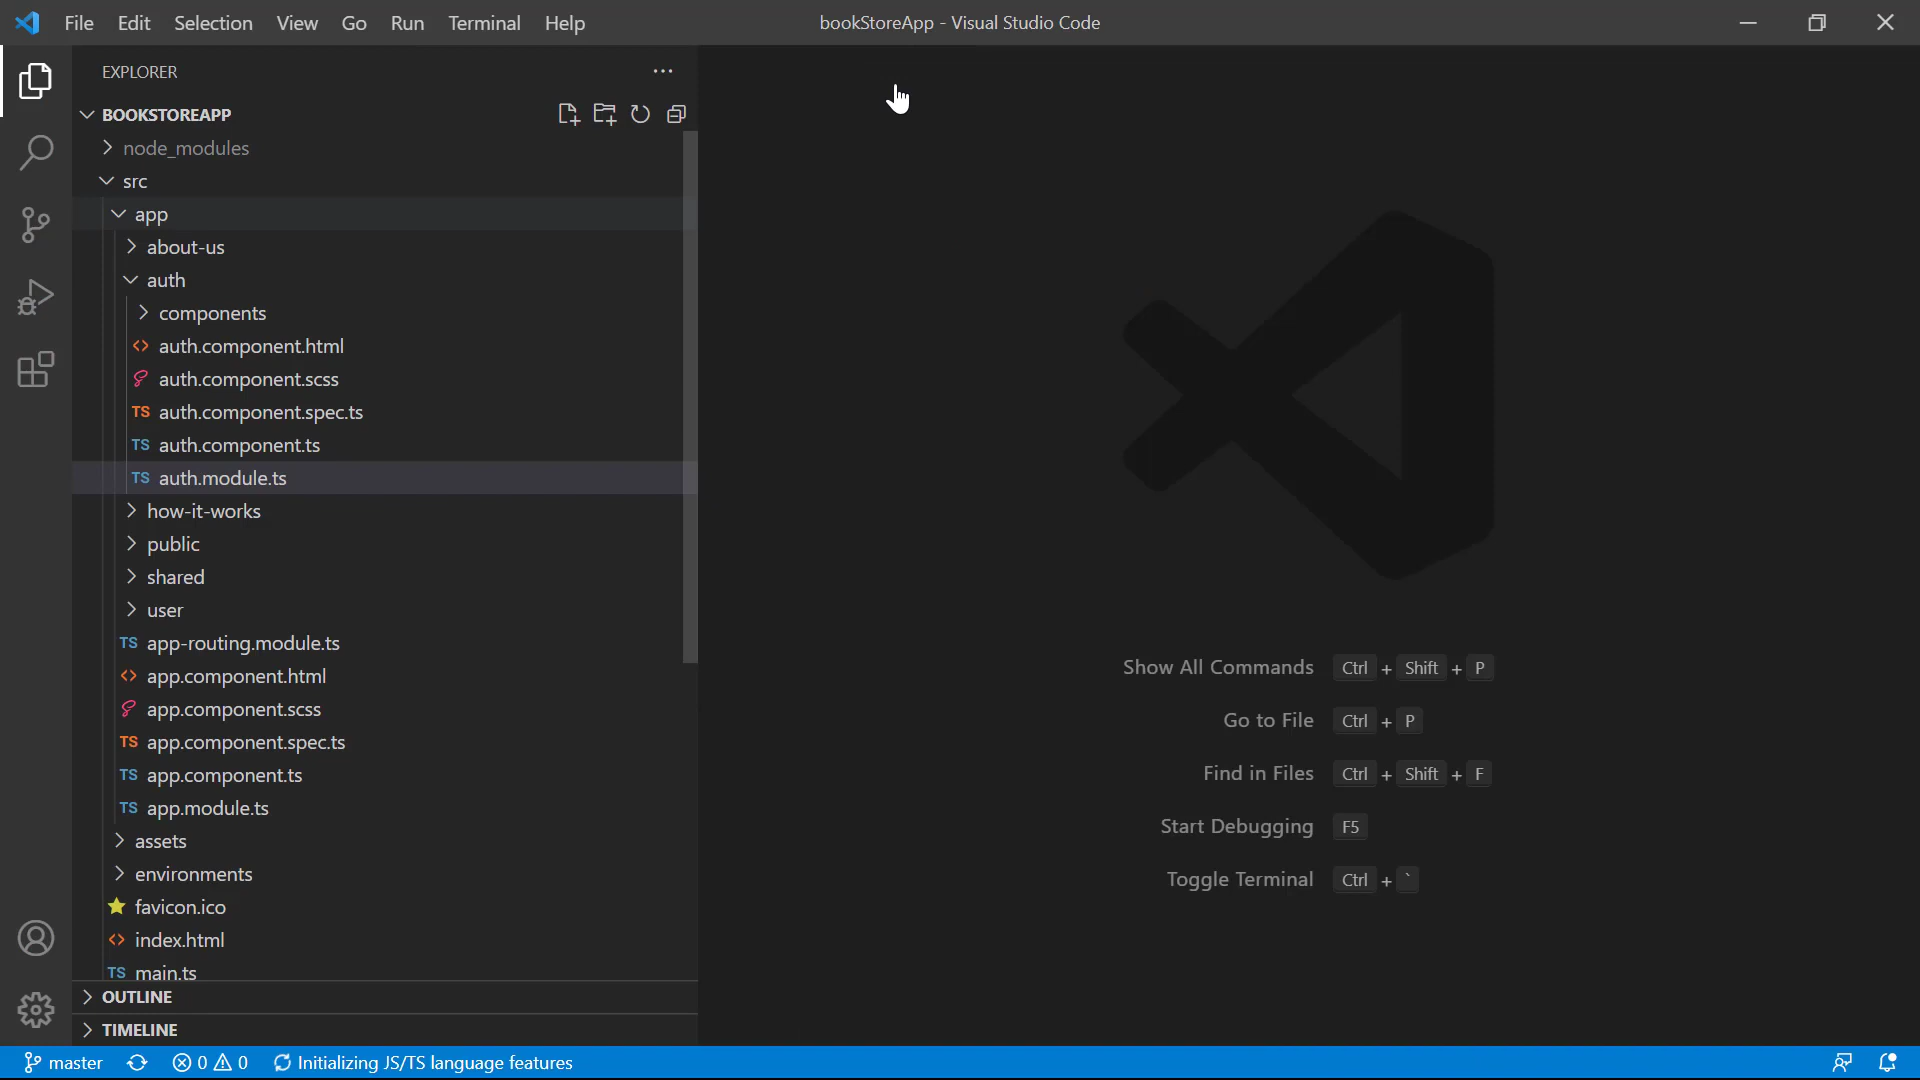 File Edit Selection View Go Run Terminal Help
bookStoreApp - Visual Studio Code
EXPLORER
BOOKSTOREAPP
node_modules
src
app
about-us
auth
components
<> auth.component.html
auth.component.scss
TS auth.component.spec.ts
TS auth.component.ts
TS auth.module.ts
how-it-works
public
shared
user
TS app-routing.module.ts
<> app.component.html
app.component.scss
TS app.component.spec.ts
TS app.component.ts
TS app.module.ts
assets
environments
favicon.ico
<> index.html
TS main.ts
OUTLINE
TIMELINE
Show All Commands Ctrl + Shift + P
Go to File Ctrl + P
Find in Files Ctrl + Shift + F
Start Debugging F5
Toggle Terminal Ctrl + `
master 0 0 Initializing JS/TS language features